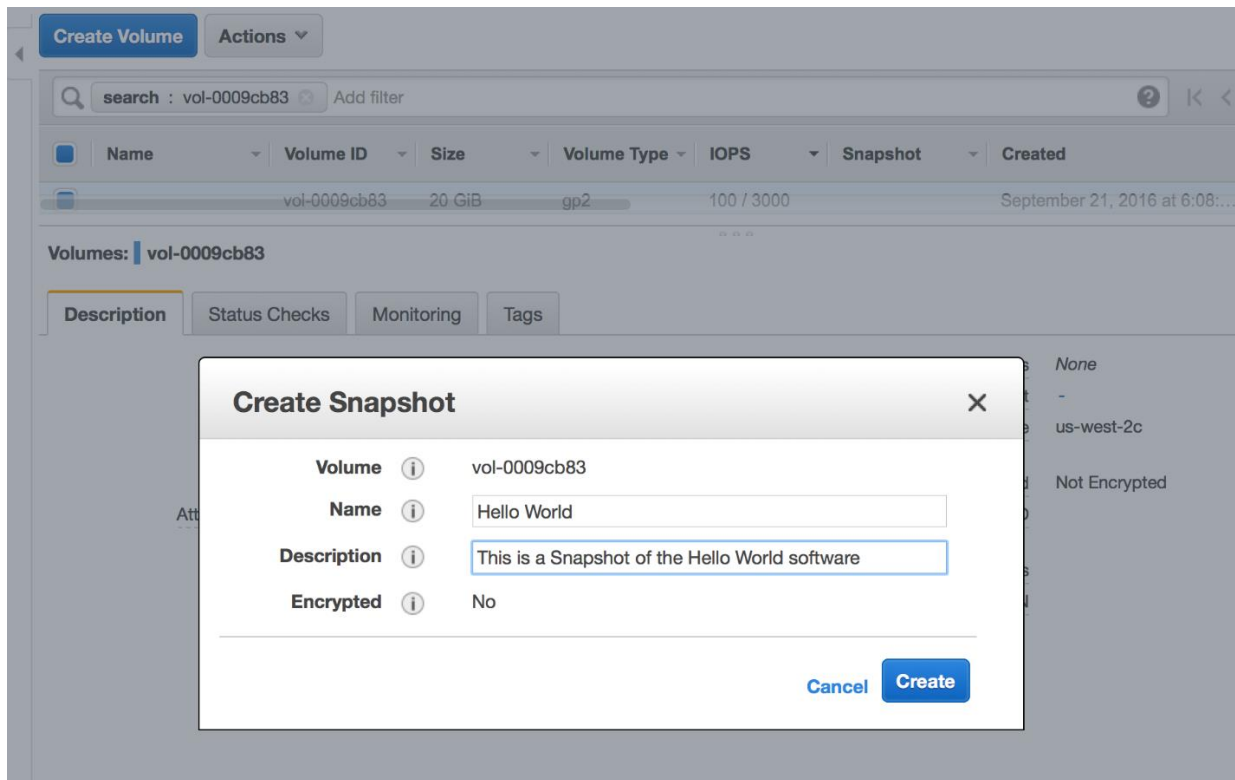 Create Volume Actions
search : vol-0009cb83 Add filter
Name Volume ID Size Volume Type IOPS Snapshot Created
vol-0009cb83 20 GiB gp2 100 / 3000 September 21, 2016 at 6:08:...
Volumes: vol-0009cb83
Description Status Checks Monitoring Tags
None
-
us-west-2c
Not Encrypted
Att
Create Snapshot
Volume vol-0009cb83
Name Hello World
Description This is a Snapshot of the Hello World software
Encrypted No
Cancel Create